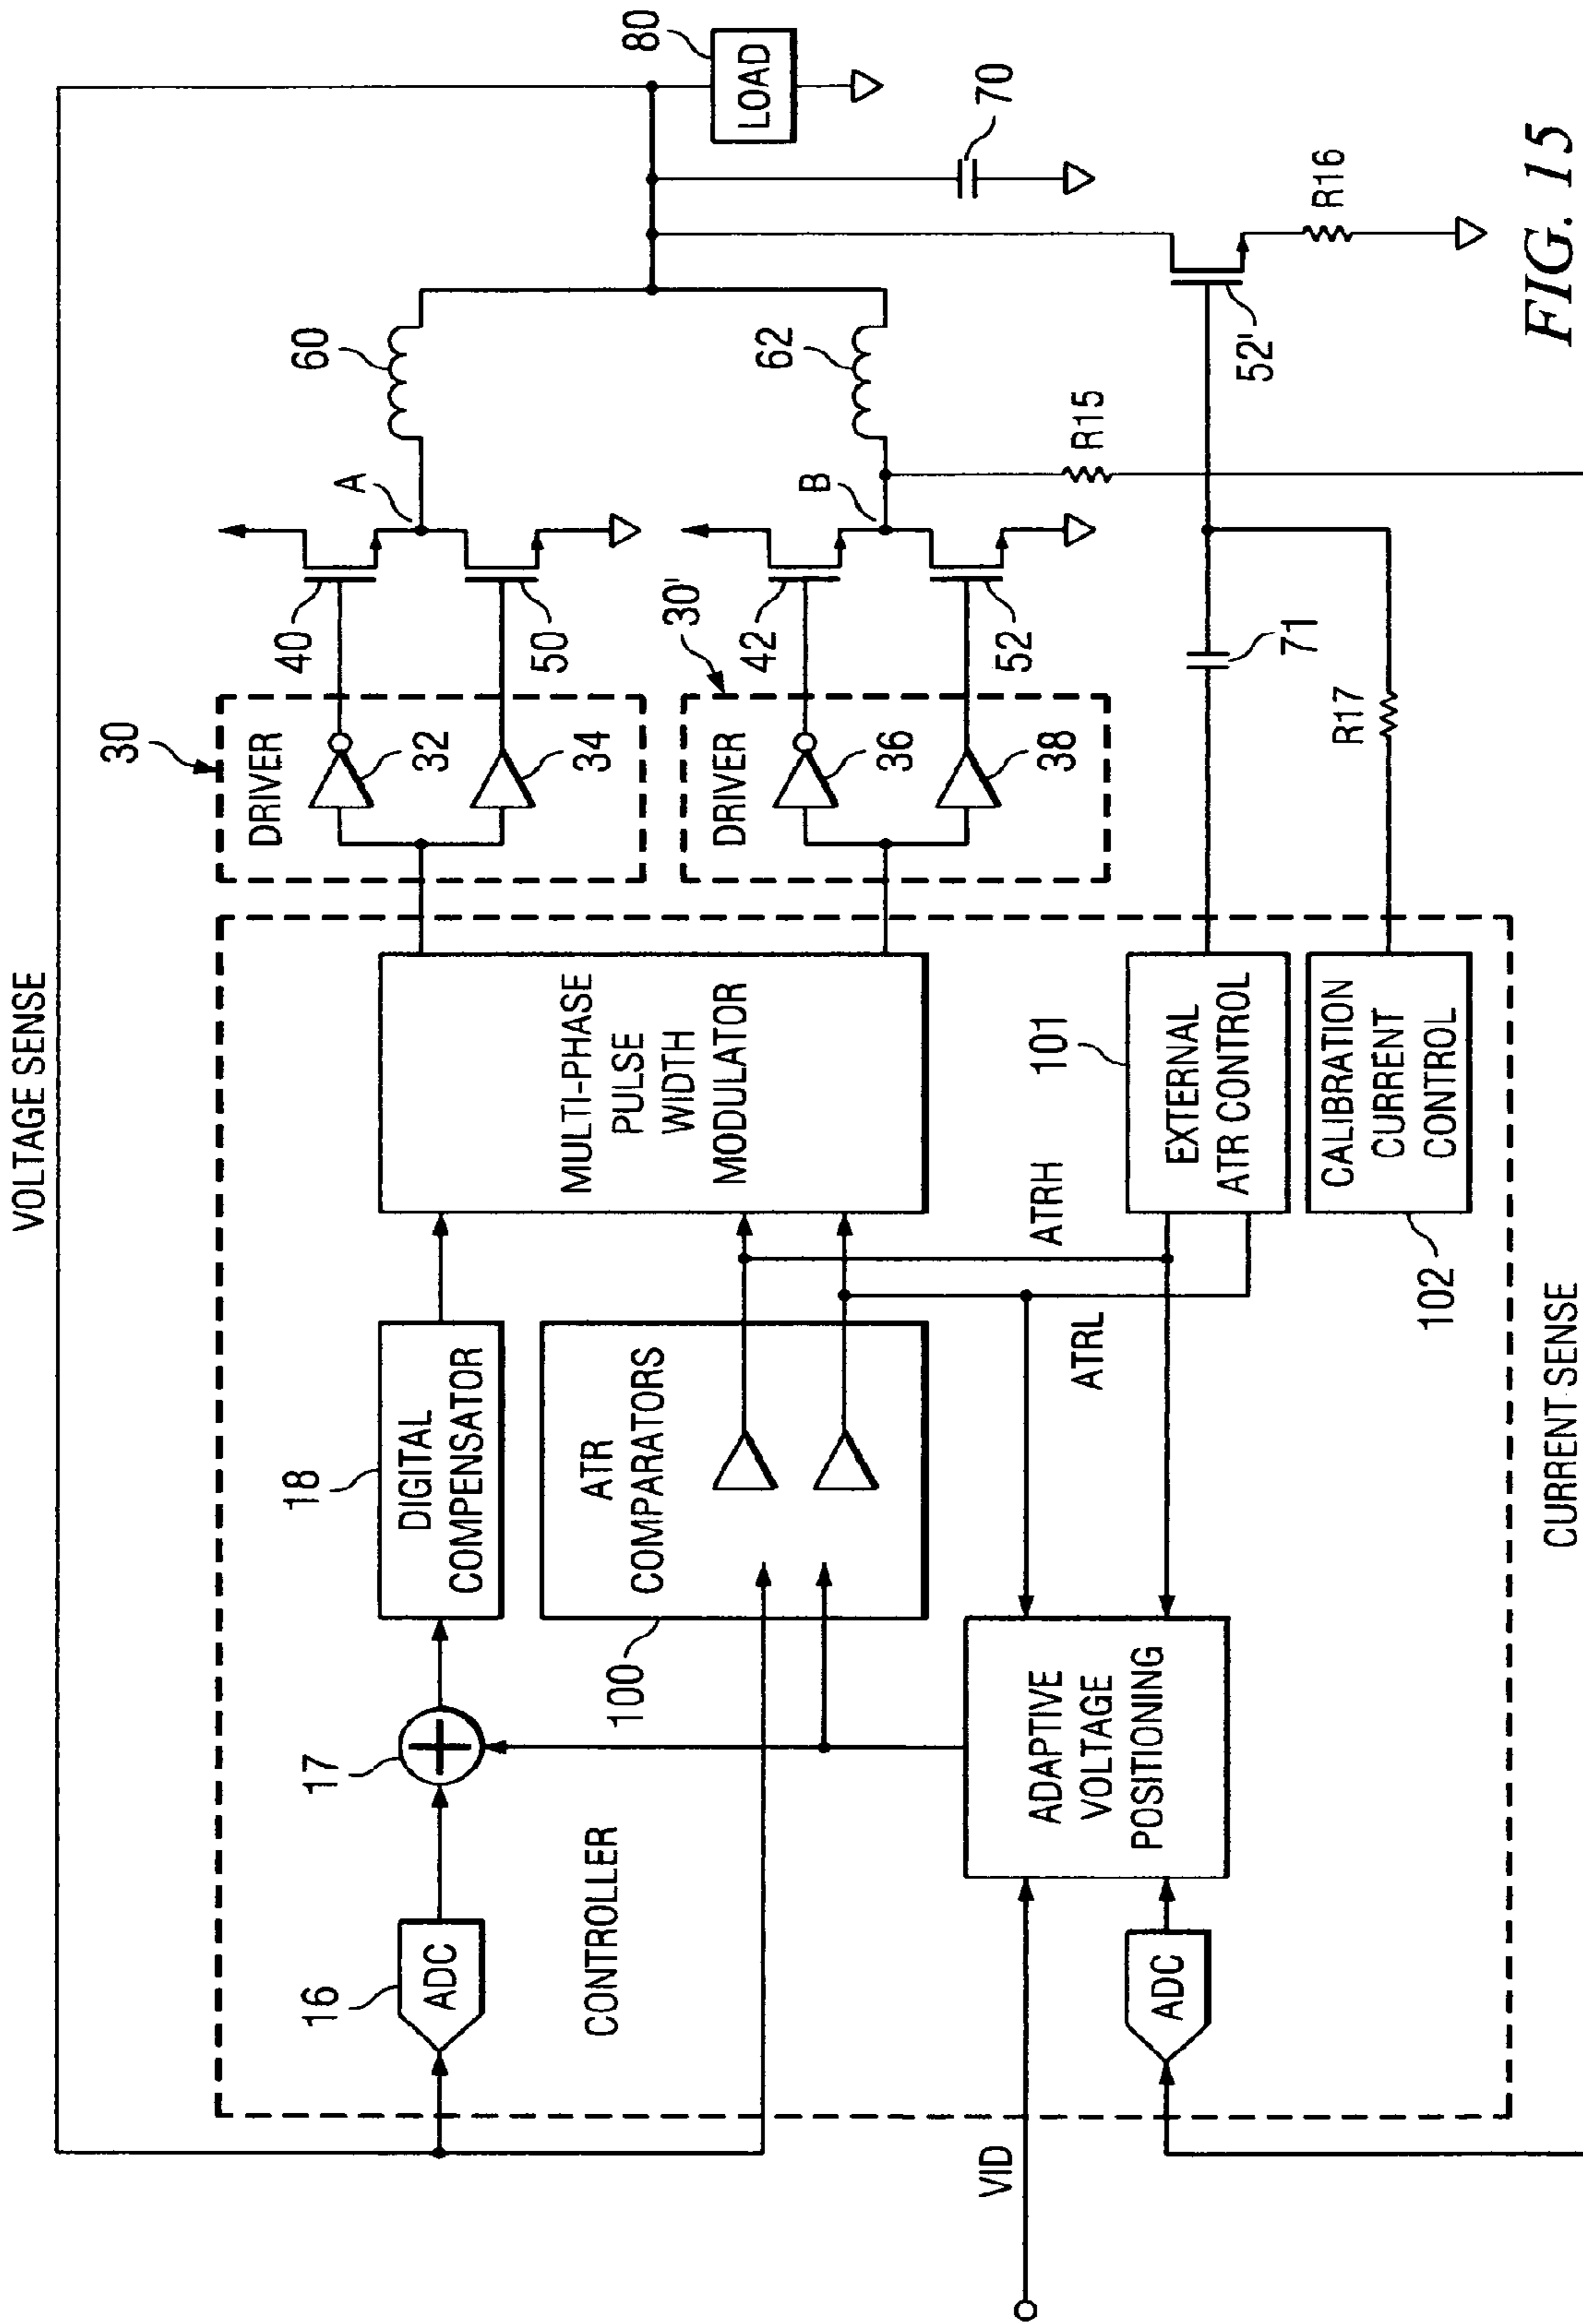 VOLTAGE SENSE
30
DRIVER
32
34
40
50
A
60
80
LOAD
70
30'
DRIVER
36
38
42
52
B
62
R15
52'
R16
71
R17
16
ADC
17
18
DIGITAL
COMPENSATOR
MULTI-PHASE
PULSE
WIDTH
MODULATOR
CONTROLLER
100
ATR
COMPARATORS
ATRH
ATRL
101
EXTERNAL
ATR CONTROL
CALIBRATION
CURRENT
CONTROL
102
VID
ADAPTIVE
VOLTAGE
POSITIONING
ADC
CURRENT SENSE
FIG. 15